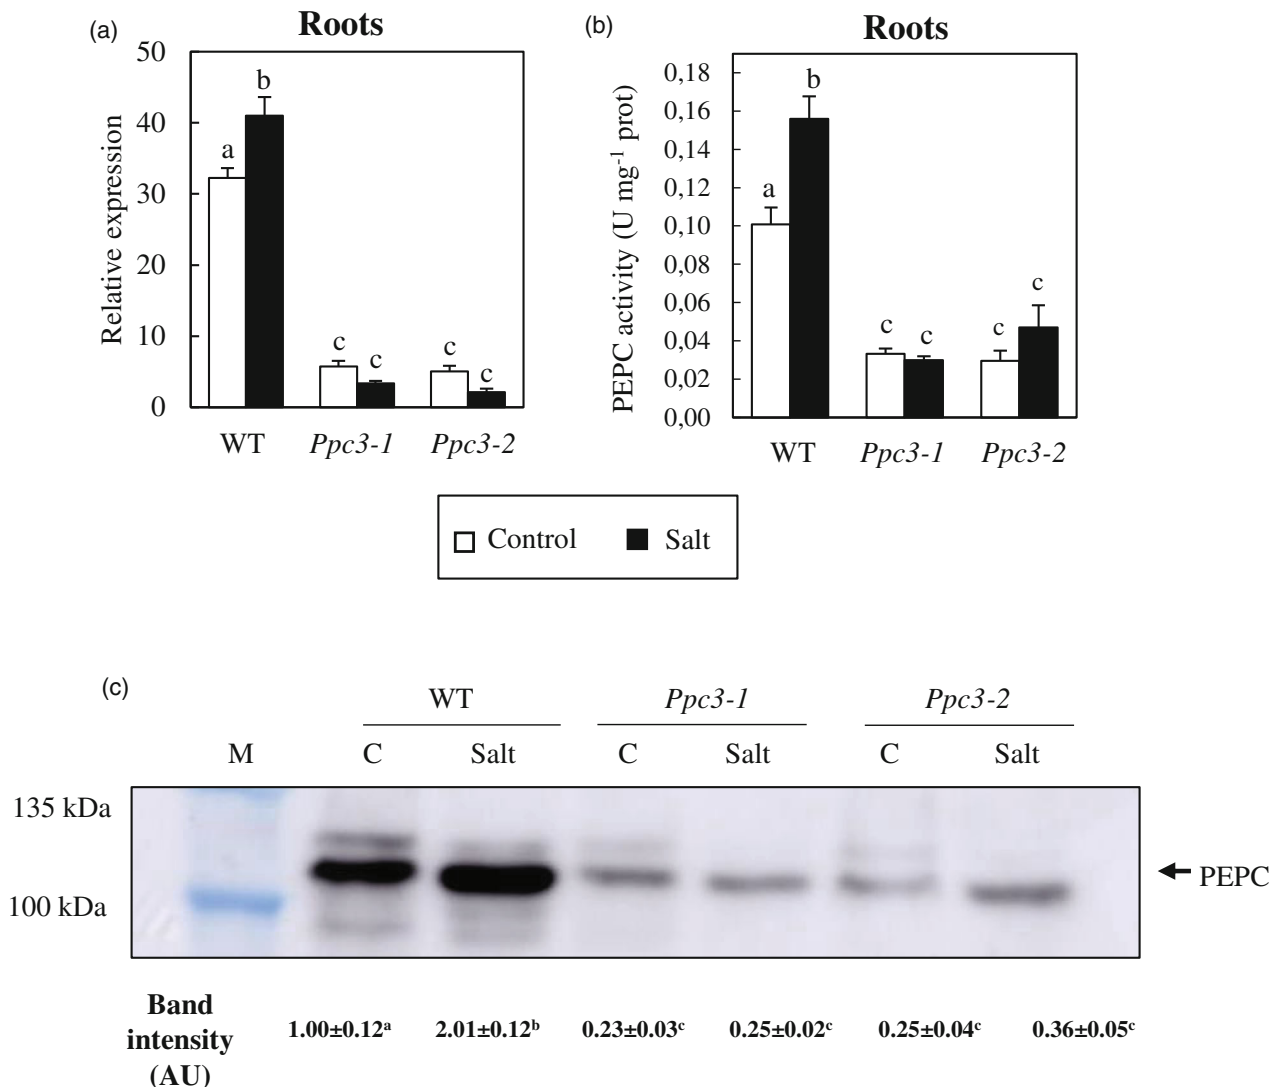 (a)
Roots
50
40
30
20
10
0
Relative expression
a
b
c
c
c
c
WT
Ppc3-1
Ppc3-2
(b)
Roots
0,18
0,16
0,14
0,12
0,10
0,08
0,06
0,04
0,02
0,00
PEPC activity (U mg⁻¹ prot)
a
b
c
c
c
c
WT
Ppc3-1
Ppc3-2
Control
Salt
(c)
WT
Ppc3-1
Ppc3-2
M
C
Salt
C
Salt
C
Salt
135 kDa
100 kDa
PEPC
Band
intensity
(AU)
1.00±0.12ᵃ 2.01±0.12ᵇ 0.23±0.03ᶜ 0.25±0.02ᶜ 0.25±0.04ᶜ 0.36±0.05ᶜ